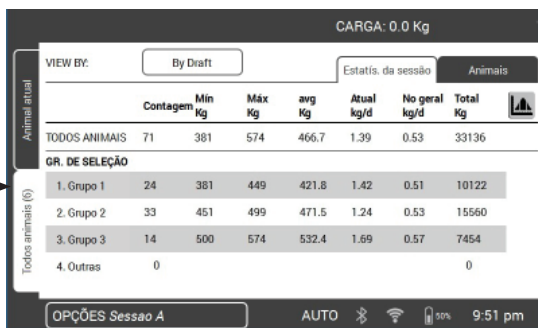 CARGA: 0.0 Kg
VIEW BY: By Draft Estatís. da sessão Animais
Contagem Mín Kg Máx Kg avg Kg Atual kg/d No geral kg/d Total Kg
TODOS ANIMAIS 71 381 574 466.7 1.39 0.53 33136
GR. DE SELEÇÃO
1. Grupo 1 24 381 449 421.8 1.42 0.51 10122
2. Grupo 2 33 451 499 471.5 1.24 0.53 15560
3. Grupo 3 14 500 574 532.4 1.69 0.57 7454
4. Outras 0 0
Animal atual
Todos animais (6)
OPÇÕES Sessao A AUTO 50% 9:51 pm